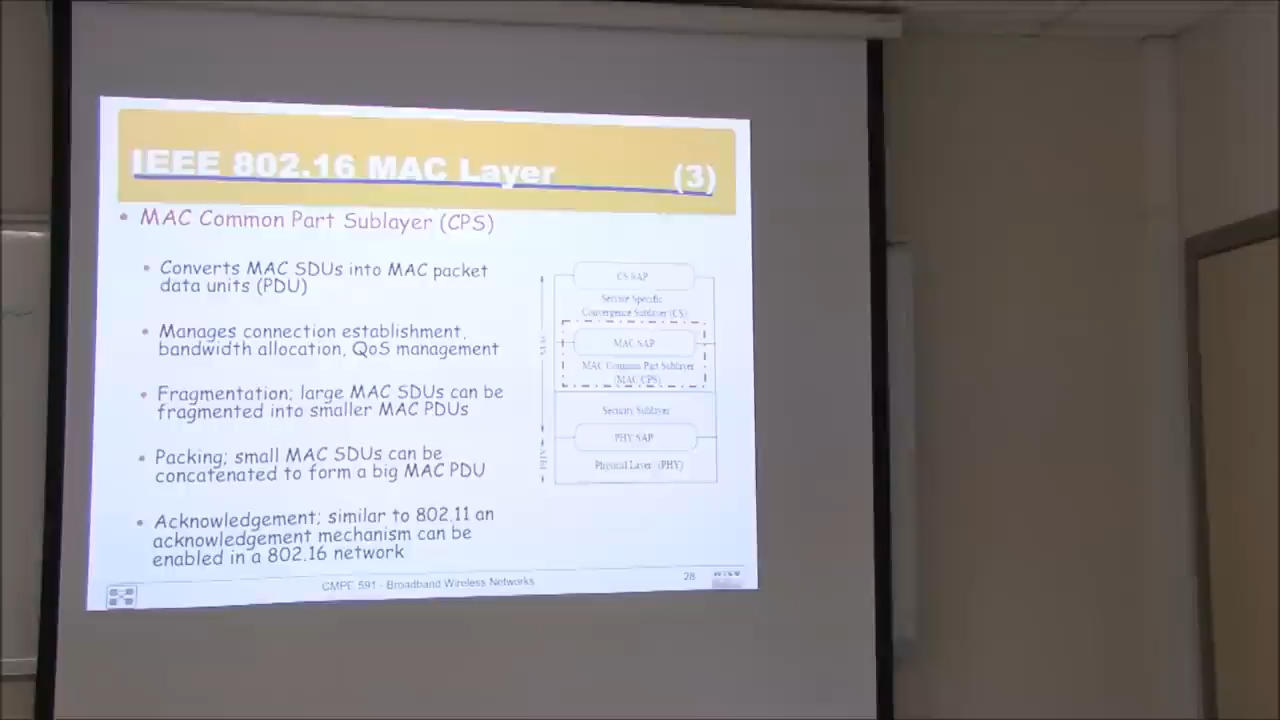 IEEE 802.16 MAC Layer (3)
• MAC Common Part Sublayer (CPS)
• Converts MAC SDUs into MAC packet
data units (PDU)
• Manages connection establishment,
bandwidth allocation, QoS management
• Fragmentation; large MAC SDUs can be
fragmented into smaller MAC PDUs
• Packing; small MAC SDUs can be
concatenated to form a big MAC PDU
• Acknowledgement; similar to 802.11 an
acknowledgement mechanism can be
enabled in a 802.16 network
CS SAP
Service Specific
Convergence Sublayer (CS)
MAC SAP
MAC Common Part Sublayer
(MAC CPS)
Security Sublayer
PHY SAP
Physical Layer (PHY)
MAC
PHY
CMPE 591 - Broadband Wireless Networks
28